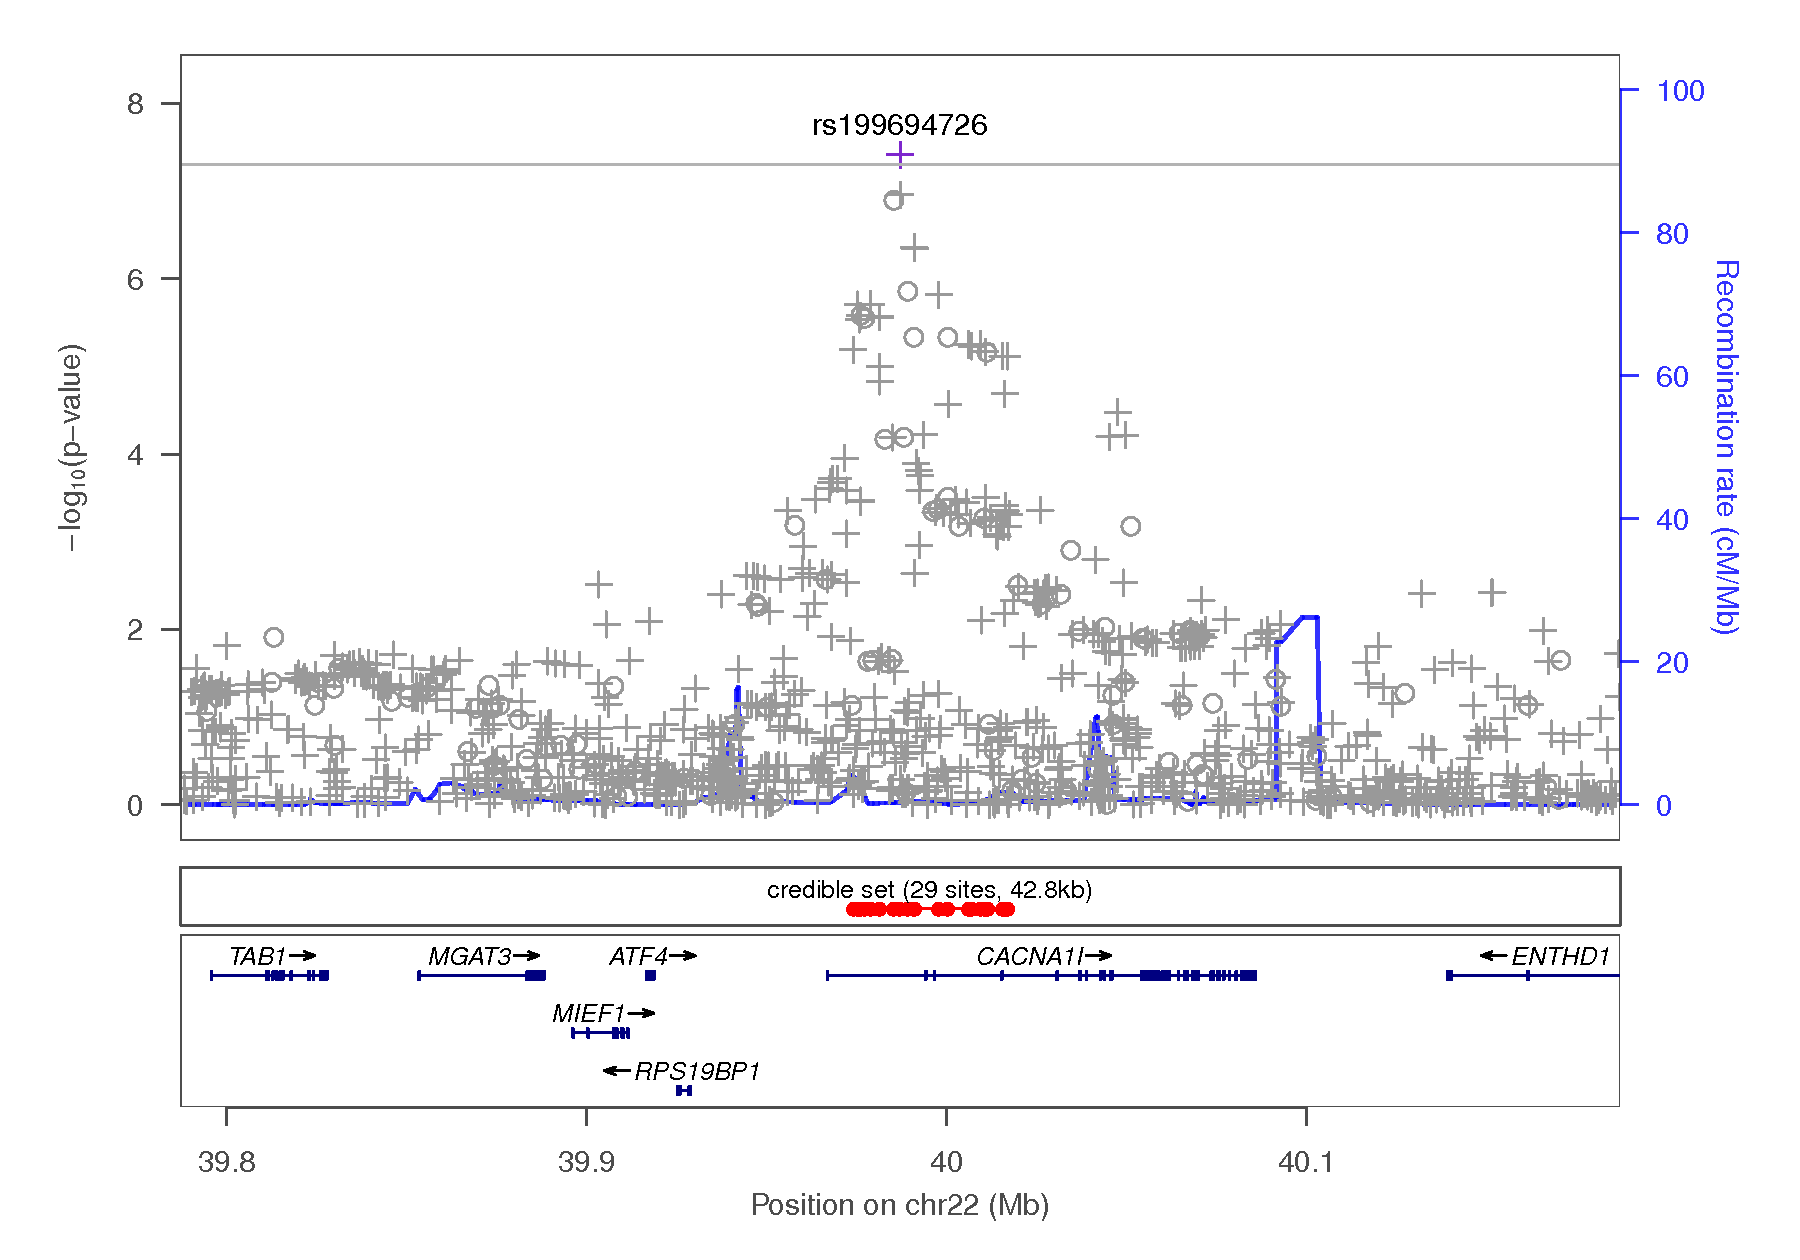 rs199694726
8
6
4
2
0
−log10(p−value)
100
80
60
40
20
0
Recombination rate (cM/Mb)
credible set (29 sites, 42.8kb)
TAB1→ MGAT3→ ATF4→ CACNA1I→ ←ENTHD1
MIEF1→
←RPS19BP1
39.8 39.9 40 40.1
Position on chr22 (Mb)